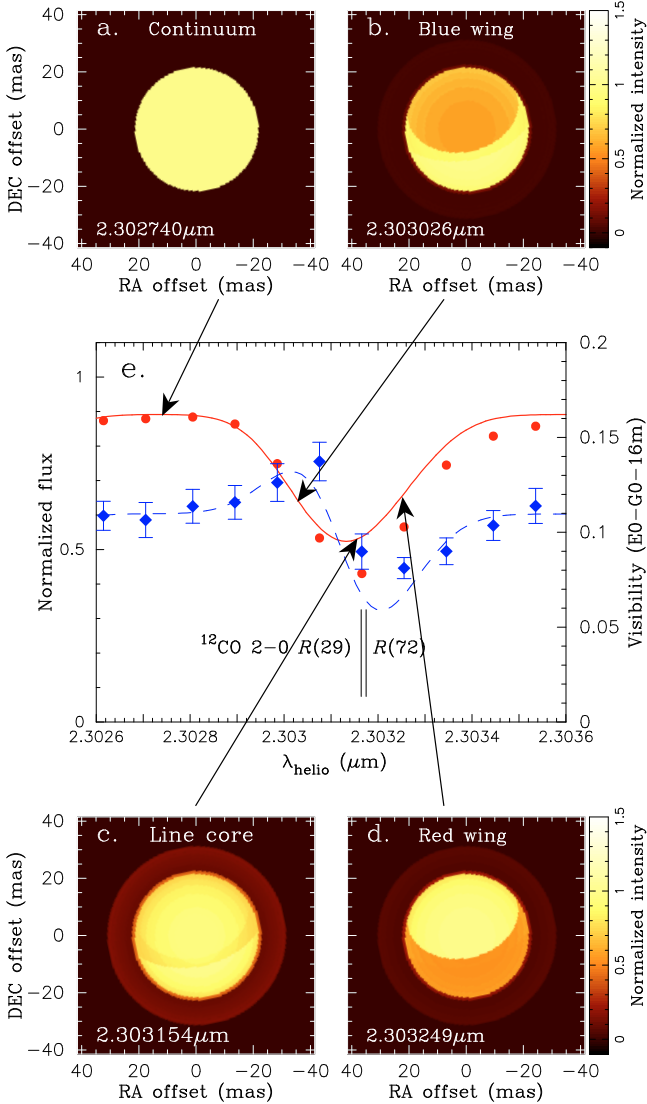 a. Continuum
b. Blue wing
DEC offset (mas)
40
20
0
−20
−40
2.302740μm
2.303026μm
40 20 0 −20 −40
40 20 0 −20 −40
RA offset (mas)
RA offset (mas)
1.5
1
0.5
0
Normalized intensity
e.
Normalized flux
1
0.5
0
0.2
0.15
0.1
0.05
0
Visibility (E0−G0−16m)
12CO 2−0 R(29) R(72)
2.3026 2.3028 2.303 2.3032 2.3034 2.3036
λhelio (μm)
c. Line core
d. Red wing
DEC offset (mas)
40
20
0
−20
−40
2.303154μm
2.303249μm
40 20 0 −20 −40
40 20 0 −20 −40
RA offset (mas)
RA offset (mas)
1.5
1
0.5
0
Normalized intensity